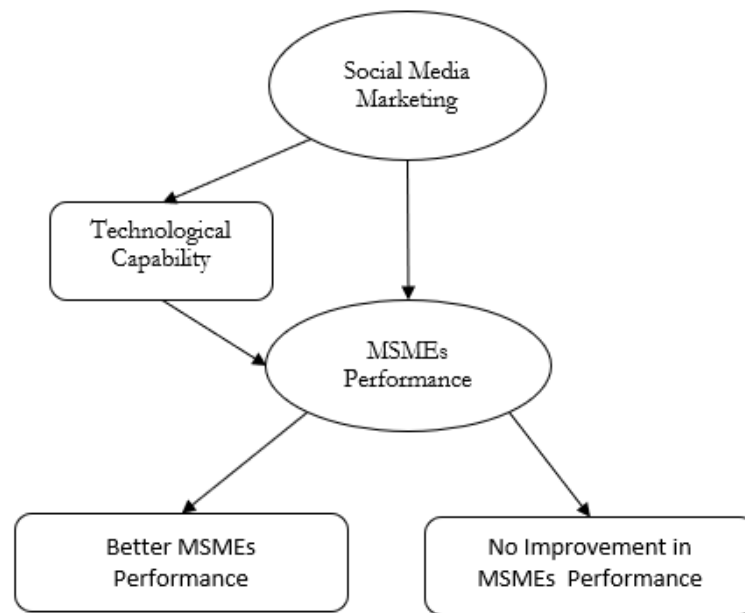 Social Media
Marketing
Technological
Capability
MSMEs
Performance
Better MSMEs
Performance
No Improvement in
MSMEs Performance